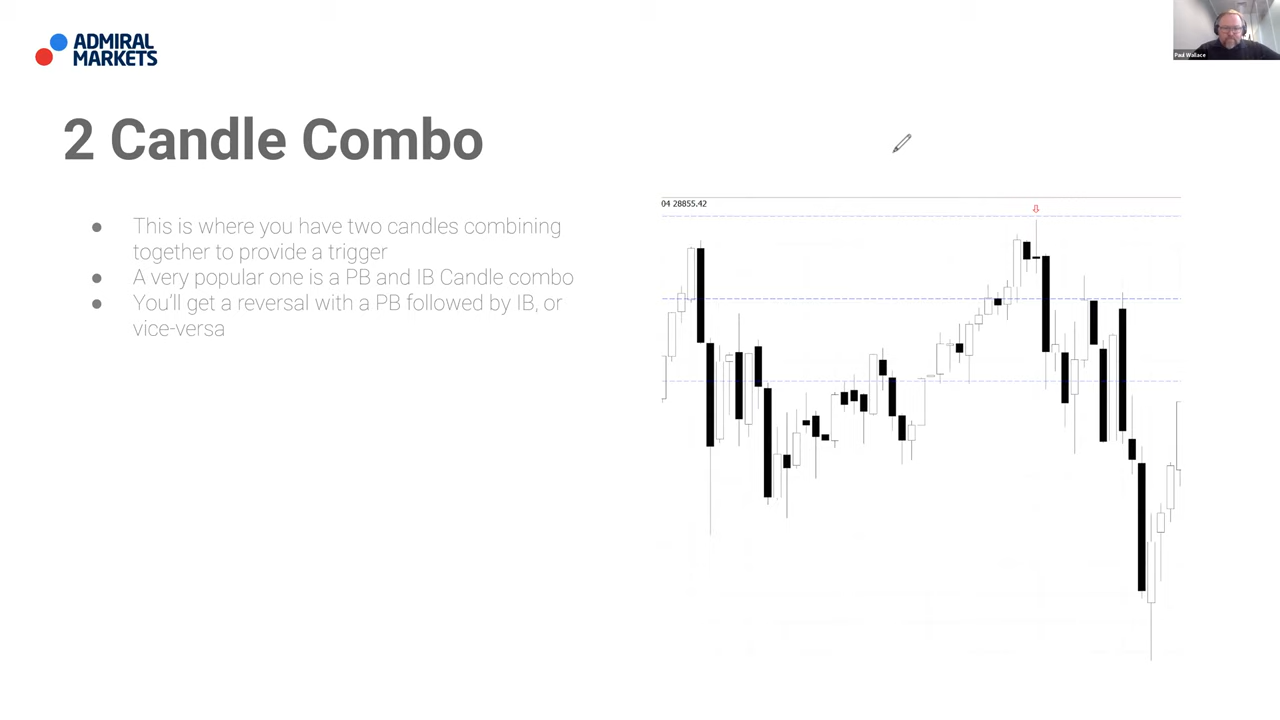 ADMIRAL
MARKETS
Paul Wallace
2 Candle Combo
This is where you have two candles combining
together to provide a trigger
A very popular one is a PB and IB Candle combo
You'll get a reversal with a PB followed by IB, or
vice-versa
04 28855.42